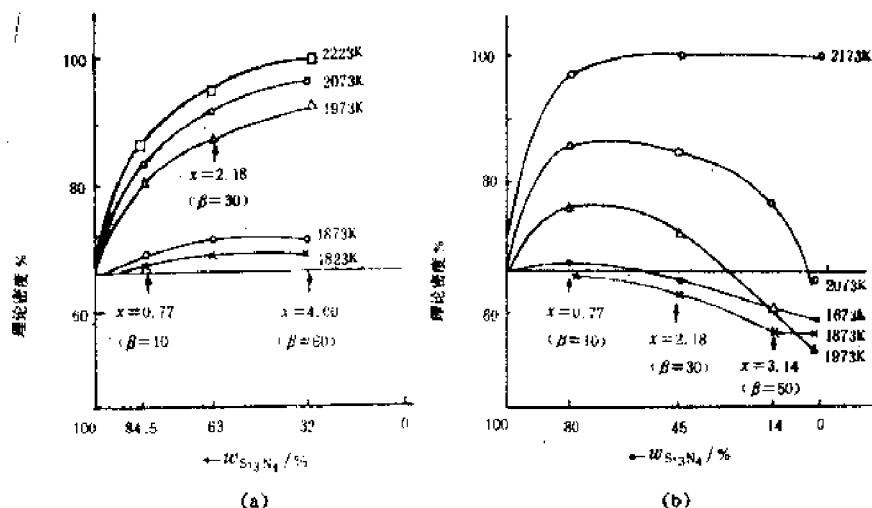 理论密度 %
100
80
60
2223K
2073K
1973K
x=2.18
(β=30)
1873K
1823K
x=0.77
(β=10
x=4.00
(β=60)
100
84.5
63
32
0
←wSi3N4/%
(a)
理论密度 %
100
80
60
2173K
2073K
1673K
1873K
1973K
x=0.77
(β=10)
x=2.18
(β=30)
x=3.14
(β=50)
100
80
45
14
0
wSi3N4/%
(b)